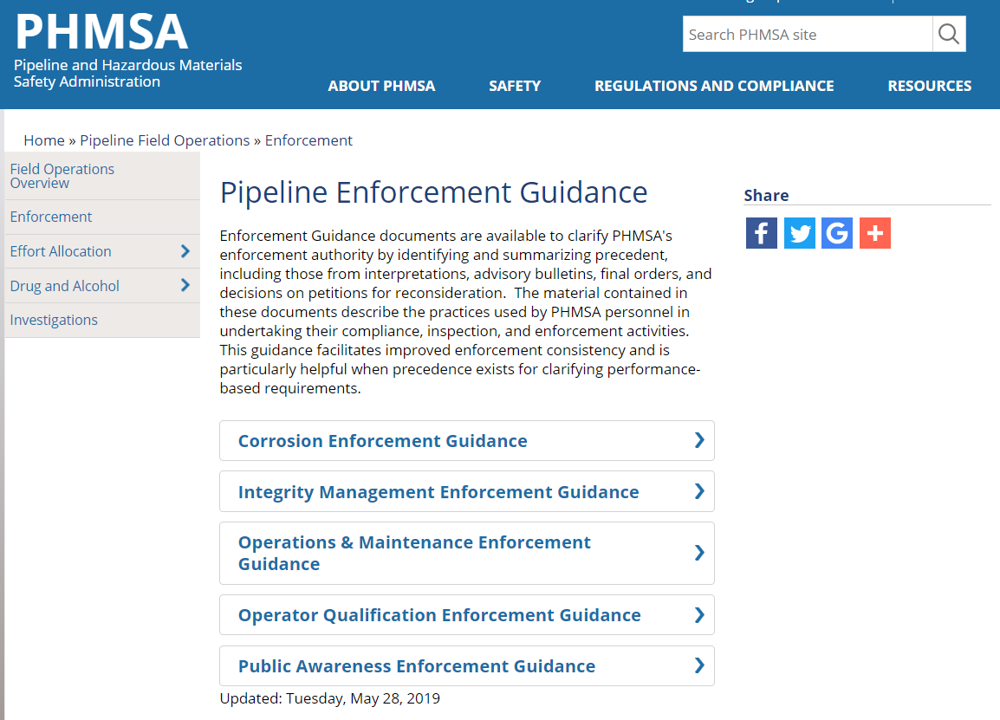 PHMSA
Pipeline and Hazardous Materials
Safety Administration
Search PHMSA site
ABOUT PHMSA
SAFETY
REGULATIONS AND COMPLIANCE
RESOURCES
Home » Pipeline Field Operations » Enforcement
Field Operations
Overview
Enforcement
Effort Allocation
Drug and Alcohol
Investigations
Pipeline Enforcement Guidance
Enforcement Guidance documents are available to clarify PHMSA's
enforcement authority by identifying and summarizing precedent,
including those from interpretations, advisory bulletins, final orders, and
decisions on petitions for reconsideration.  The material contained in
these documents describe the practices used by PHMSA personnel in
undertaking their compliance, inspection, and enforcement activities.
This guidance facilitates improved enforcement consistency and is
particularly helpful when precedence exists for clarifying performance-
based requirements.
Corrosion Enforcement Guidance
Integrity Management Enforcement Guidance
Operations & Maintenance Enforcement
Guidance
Operator Qualification Enforcement Guidance
Public Awareness Enforcement Guidance
Updated: Tuesday, May 28, 2019
Share